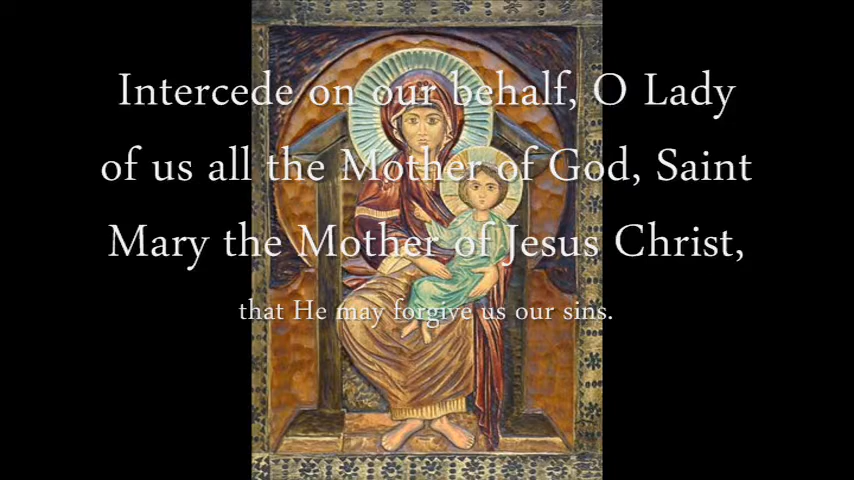 Intercede on our behalf, O Lady
of us all the Mother of God, Saint
Mary the Mother of Jesus Christ,
that He may forgive us our sins.